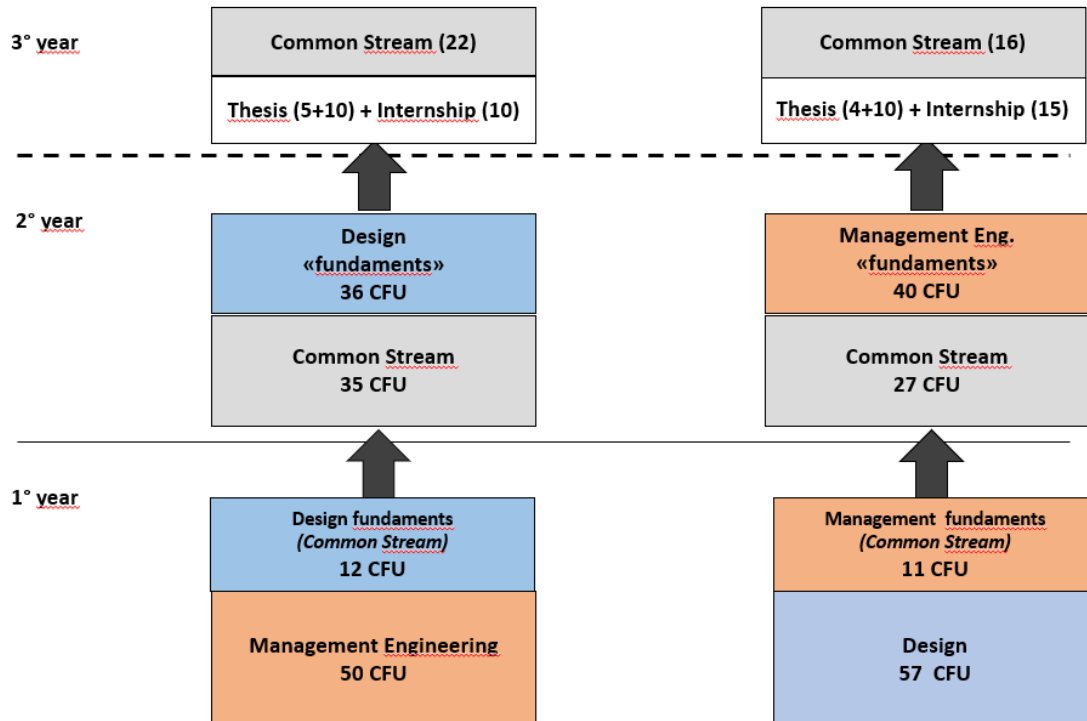 3° year
Common Stream (22)
Thesis (5+10) + Internship (10)
Common Stream (16)
Thesis (4+10) + Internship (15)
2° year
Design
«fundaments»
36 CFU
Common Stream
35 CFU
Management Eng.
«fundaments»
40 CFU
Common Stream
27 CFU
1° year
Design fundaments
(Common Stream)
12 CFU
Management Engineering
50 CFU
Management fundaments
(Common Stream)
11 CFU
Design
57 CFU